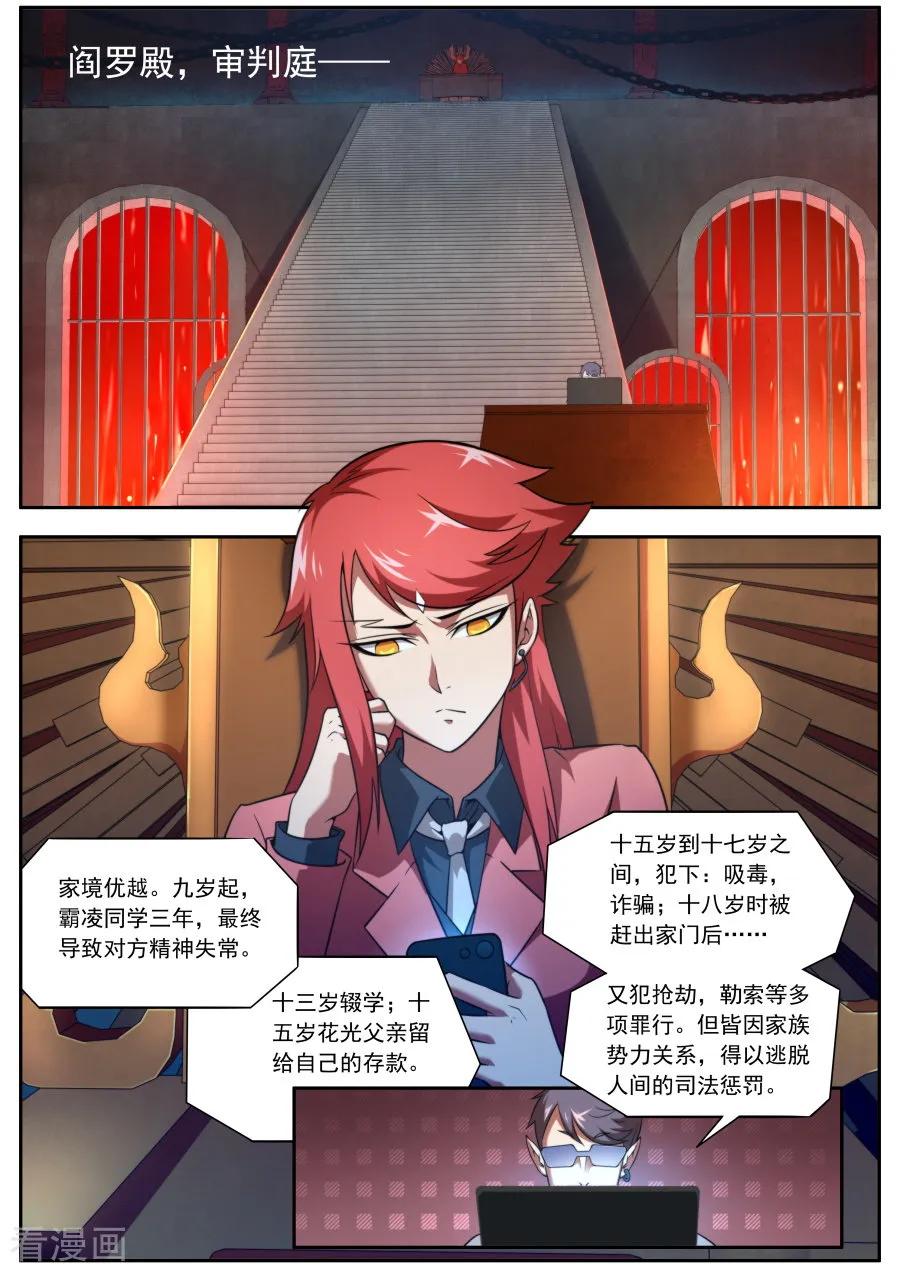 阎罗殿，审判庭——
家境优越。九岁起，
霸凌同学三年，最终
导致对方精神失常。
十三岁辍学；十
五岁花光父亲留
给自己的存款。
十五岁到十七岁之
间，犯下：吸毒，
诈骗；十八岁时被
赶出家门后……
又犯抢劫，勒索等多
项罪行。但皆因家族
势力关系，得以逃脱
人间的司法惩罚。
看漫画